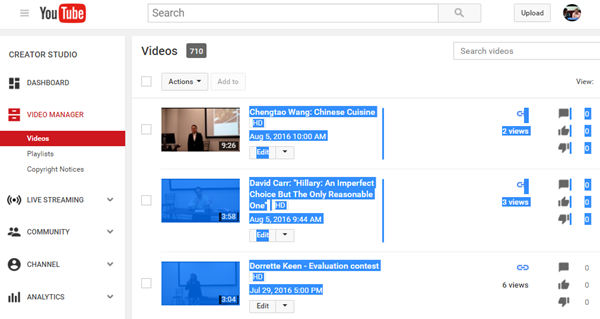 YouTube
Search
Upload
CREATOR STUDIO
DASHBOARD
VIDEO MANAGER
Videos
Playlists
Copyright Notices
LIVE STREAMING
COMMUNITY
CHANNEL
ANALYTICS
Videos 710
Search videos
Actions
Add to
View:
9:26
Chengtao Wang: Chinese Cuisine
HD
Aug 5, 2016 10:00 AM
Edit
2 views
0
0
0
3:58
David Carr: "Hillary: An Imperfect
Choice But The Only Reasonable
One" HD
Aug 5, 2016 9:44 AM
Edit
3 views
0
0
0
3:04
Dorrette Keen - Evaluation contest
HD
Jul 29, 2016 5:00 PM
Edit
6 views
0
0
0